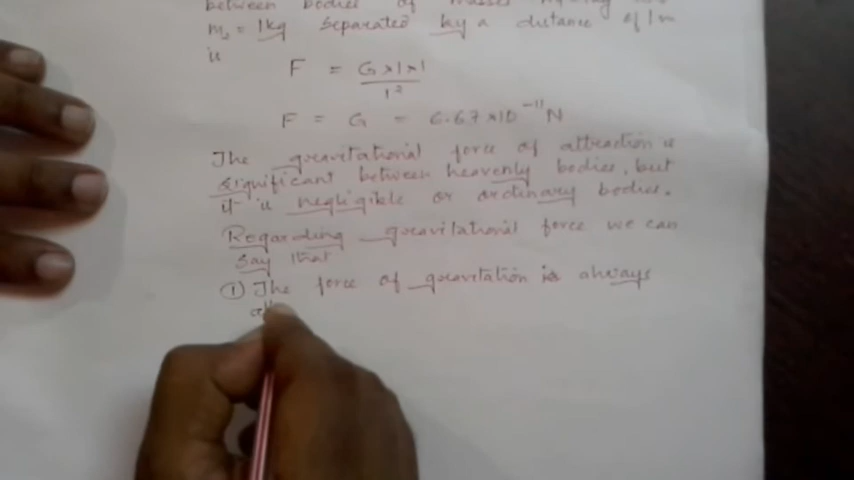 between bodies of masses
m₂ = 1kg separated by a distance of 1 m
is
F = G×1×1 / 1²
F = G = 6.67×10⁻¹¹ N
The gravitational force of attraction is
significant between heavenly bodies, but
it is negligible or ordinary bodies.
Regarding gravitational force we can
say that
① The force of gravitation is always